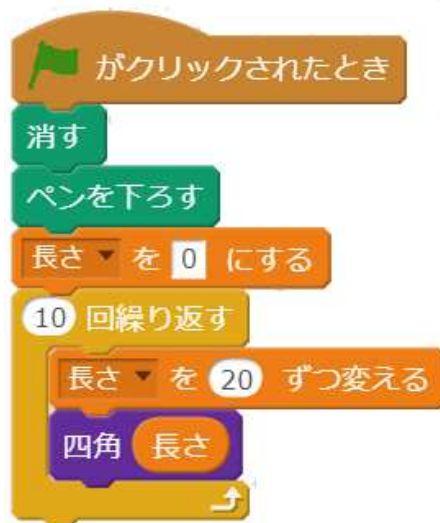 がクリックされたとき
消す
ペンを下ろす
長さ を 0 にする
10 回繰り返す
長さ を 20 ずつ変える
四角 長さ